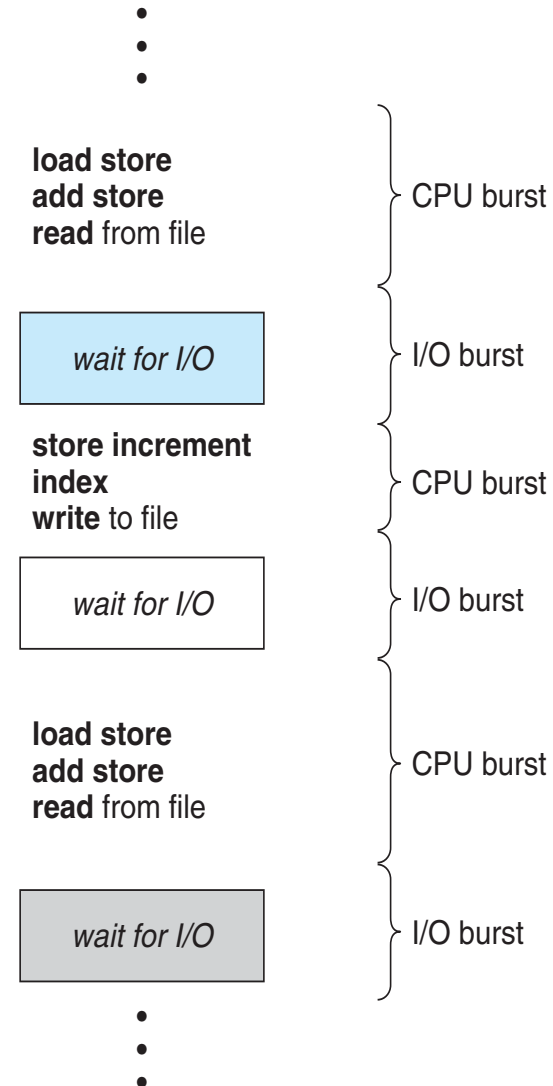 load store
add store
read from file
CPU burst
wait for I/O
I/O burst
store increment
index
write to file
CPU burst
wait for I/O
I/O burst
load store
add store
read from file
CPU burst
wait for I/O
I/O burst